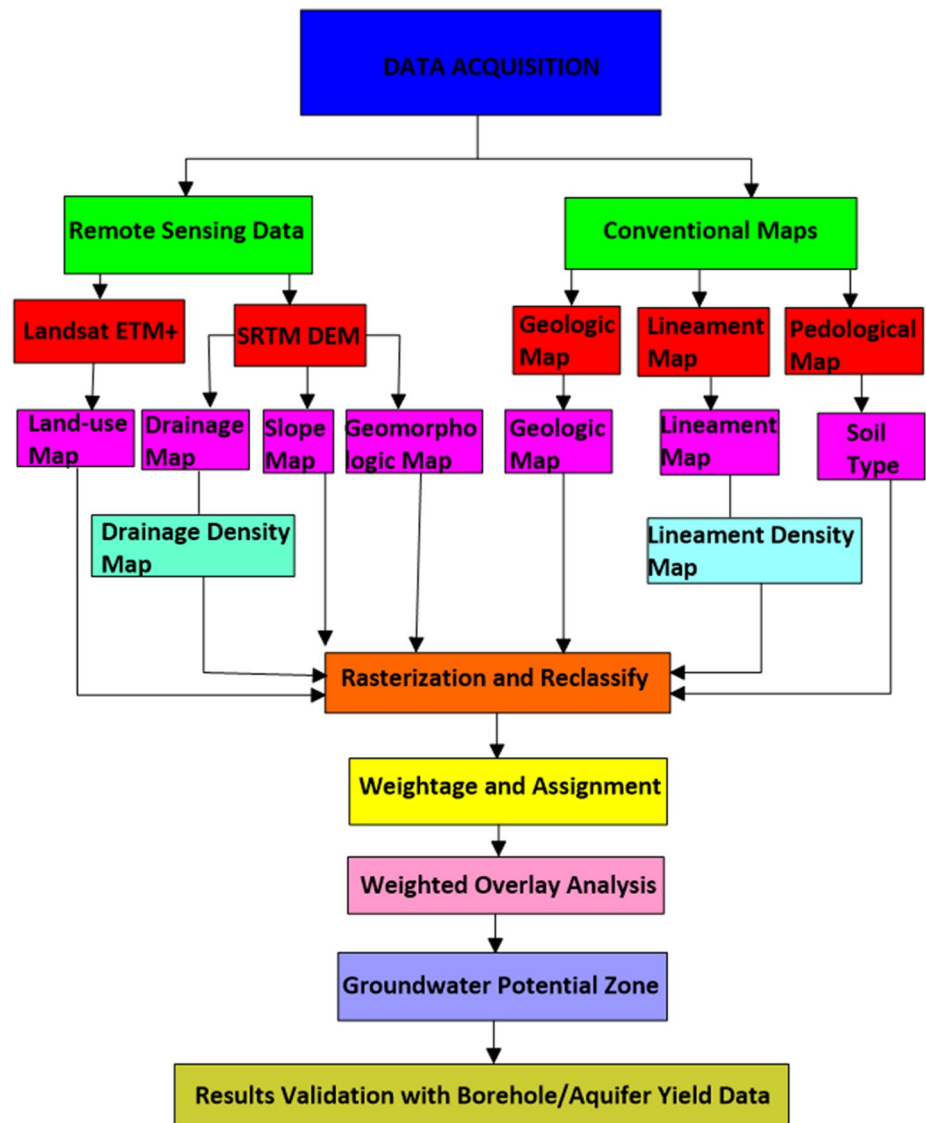 DATA ACQUISITION
Remote Sensing Data
Conventional Maps
Landsat ETM+
SRTM DEM
Geologic
Map
Lineament
Map
Pedological
Map
Land-use
Map
Drainage
Map
Slope
Map
Geomorpho
logic Map
Geologic
Map
Lineament
Map
Soil
Type
Drainage Density
Map
Lineament Density
Map
Rasterization and Reclassify
Weightage and Assignment
Weighted Overlay Analysis
Groundwater Potential Zone
Results Validation with Borehole/Aquifer Yield Data